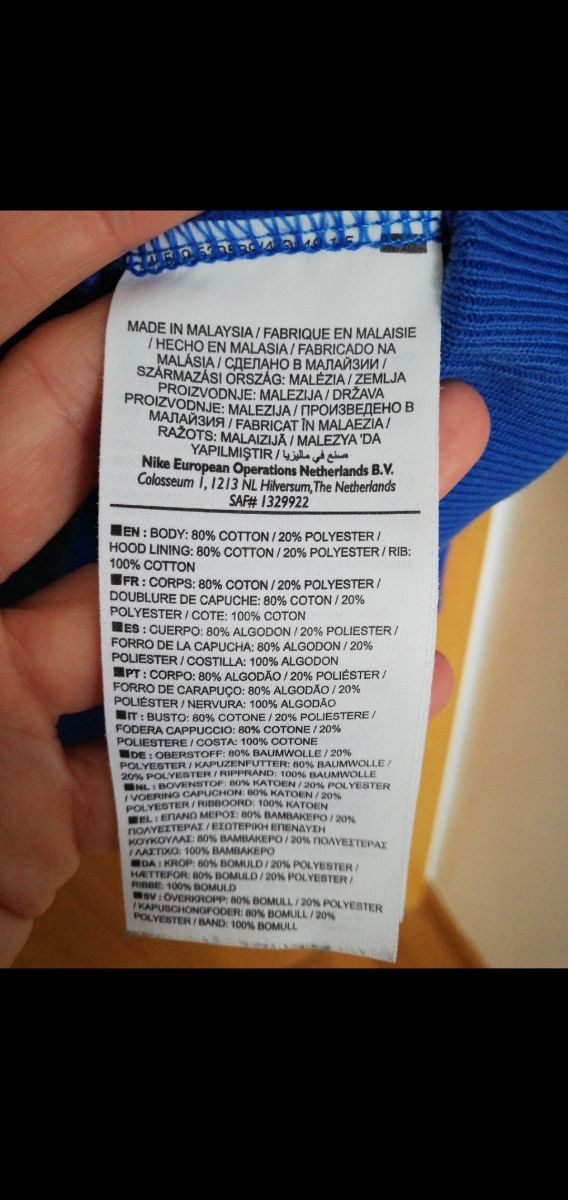 MADE IN MALAYSIA / FABRIQUE EN MALAISIE
/ HECHO EN MALASIA / FABRICADO NA
MALÁSIA / СДЕЛАНО В МАЛАЙЗИИ /
SZÁRMAZÁSI ORSZÁG: MALÉZIA / ZEMLJA
PROIZVODNJE: MALEZIJA / DRŽAVA
PROIZVODNJE: MALEZIJA / ПРОИЗВЕДЕНО В
МАЛАЙЗИЯ / FABRICAT ÎN MALAEZIA /
RAŽOTS: MALAIZIJĀ / MALEZYA 'DA
YAPILMIŞTIR / صنع في ماليزيا
Nike European Operations Netherlands B.V.
Colosseum 1, 1213 NL Hilversum, The Netherlands
SAF# 1329922
EN : BODY: 80% COTTON / 20% POLYESTER /
HOOD LINING: 80% COTTON / 20% POLYESTER / RIB:
100% COTTON
FR : CORPS: 80% COTON / 20% POLYESTER /
DOUBLURE DE CAPUCHE: 80% COTON / 20%
POLYESTER / COTE: 100% COTON
ES : CUERPO: 80% ALGODON / 20% POLIESTER /
FORRO DE LA CAPUCHA: 80% ALGODON / 20%
POLIESTER / COSTILLA: 100% ALGODON
PT : CORPO: 80% ALGODÃO / 20% POLIÉSTER /
FORRO DE CARAPUÇO: 80% ALGODÃO / 20%
POLIÉSTER / NERVURA: 100% ALGODÃO
IT : BUSTO: 80% COTONE / 20% POLIESTERE /
FODERA CAPPUCCIO: 80% COTONE / 20%
POLIESTERE / COSTA: 100% COTONE
DE : OBERSTOFF: 80% BAUMWOLLE / 20%
POLYESTER / KAPUZENFUTTER: 80% BAUMWOLLE /
20% POLYESTER / RIPPRAND: 100% BAUMWOLLE
NL : BOVENSTOF: 80% KATOEN / 20% POLYESTER
/ VOERING CAPUCHON: 80% KATOEN / 20%
POLYESTER / RIBBOORD: 100% KATOEN
EL : ΕΠΑΝΩ ΜΕΡΟΣ: 80% ΒΑΜΒΑΚΕΡΟ / 20%
ΠΟΛΥΕΣΤΕΡΑΣ / ΕΣΩΤΕΡΙΚΗ ΕΠΕΝΔΥΣΗ
ΚΟΥΚΟΥΛΑΣ: 80% ΒΑΜΒΑΚΕΡΟ / 20% ΠΟΛΥΕΣΤΕΡΑΣ
/ ΛΑΣΤΙΧΟ: 100% ΒΑΜΒΑΚΕΡΟ
DA : KROP: 80% BOMULD / 20% POLYESTER /
HÆTTEFOR: 80% BOMULD / 20% POLYESTER /
RIBBE: 100% BOMULD
SV : ÖVERKROPP: 80% BOMULL / 20% POLYESTER
/ KAPUSCHONGFODER: 80% BOMULL / 20%
POLYESTER / BAND: 100% BOMULL